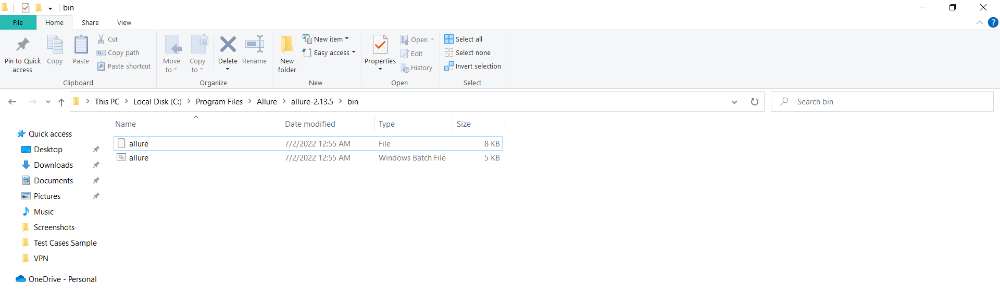 bin
File Home Share View
Pin to Quick access
Copy
Paste
Cut
Copy path
Paste shortcut
Clipboard
Move to
Copy to
Delete
Rename
Organize
New folder
New item
Easy access
New
Properties
Open
Edit
History
Open
Select all
Select none
Invert selection
Select
This PC > Local Disk (C:) > Program Files > Allure > allure-2.13.5 > bin
Search bin
Quick access
Desktop
Downloads
Documents
Pictures
Music
Screenshots
Test Cases Sample
VPN
OneDrive - Personal
Name Date modified Type Size
allure 7/2/2022 12:55 AM File 8 KB
allure 7/2/2022 12:55 AM Windows Batch File 5 KB